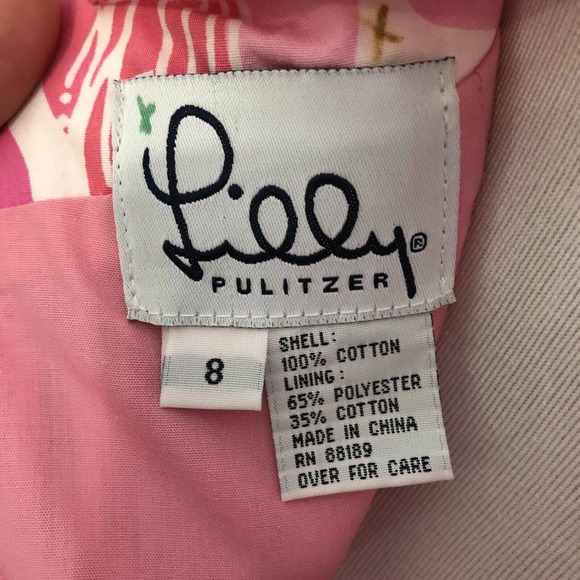 Lilly®
PULITZER
8
SHELL:
100% COTTON
LINING:
65% POLYESTER
35% COTTON
MADE IN CHINA
RN 88189
OVER FOR CARE